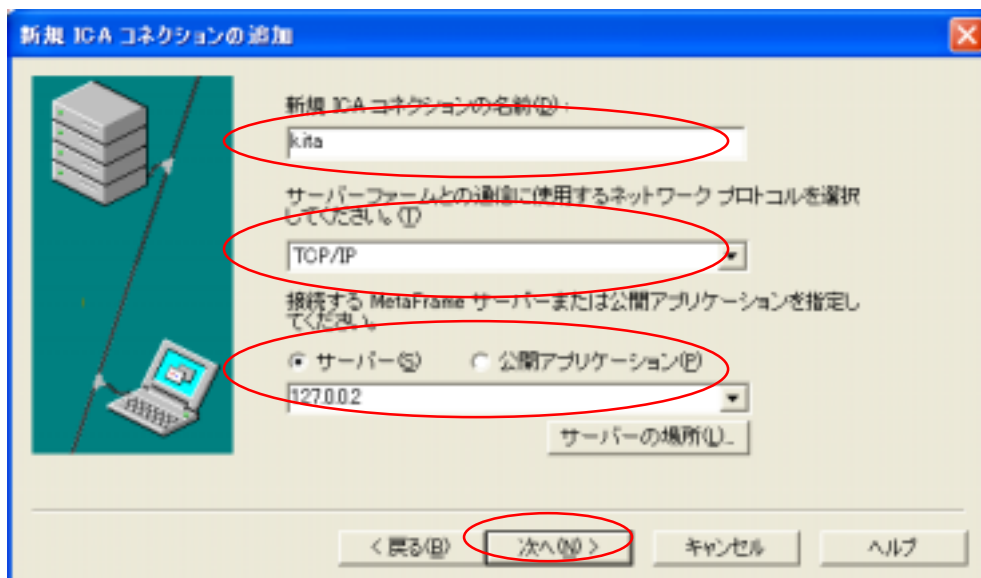 新規 ICA コネクションの追加
新規 ICA コネクションの名前(D):
kita
サーバーファームとの通信に使用するネットワーク プロトコルを選択
してください。(T)
TCP/IP
接続する MetaFrame サーバーまたは公開アプリケーションを指定し
てください。
サーバー(S) 公開アプリケーション(P)
127.0.0.2
サーバーの場所(L)...
< 戻る(B) 次へ(N) > キャンセル ヘルプ